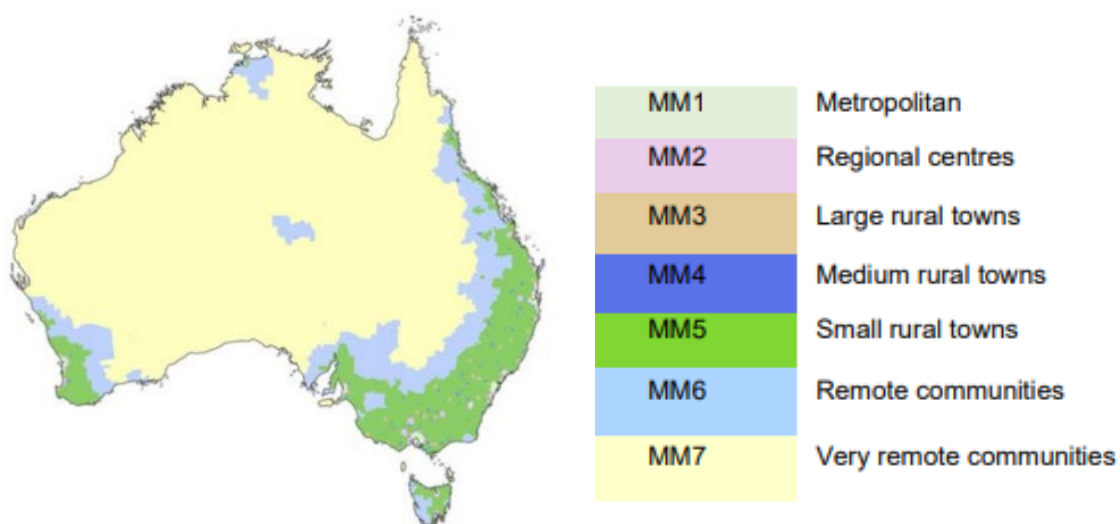 MM1 Metropolitan
MM2 Regional centres
MM3 Large rural towns
MM4 Medium rural towns
MM5 Small rural towns
MM6 Remote communities
MM7 Very remote communities